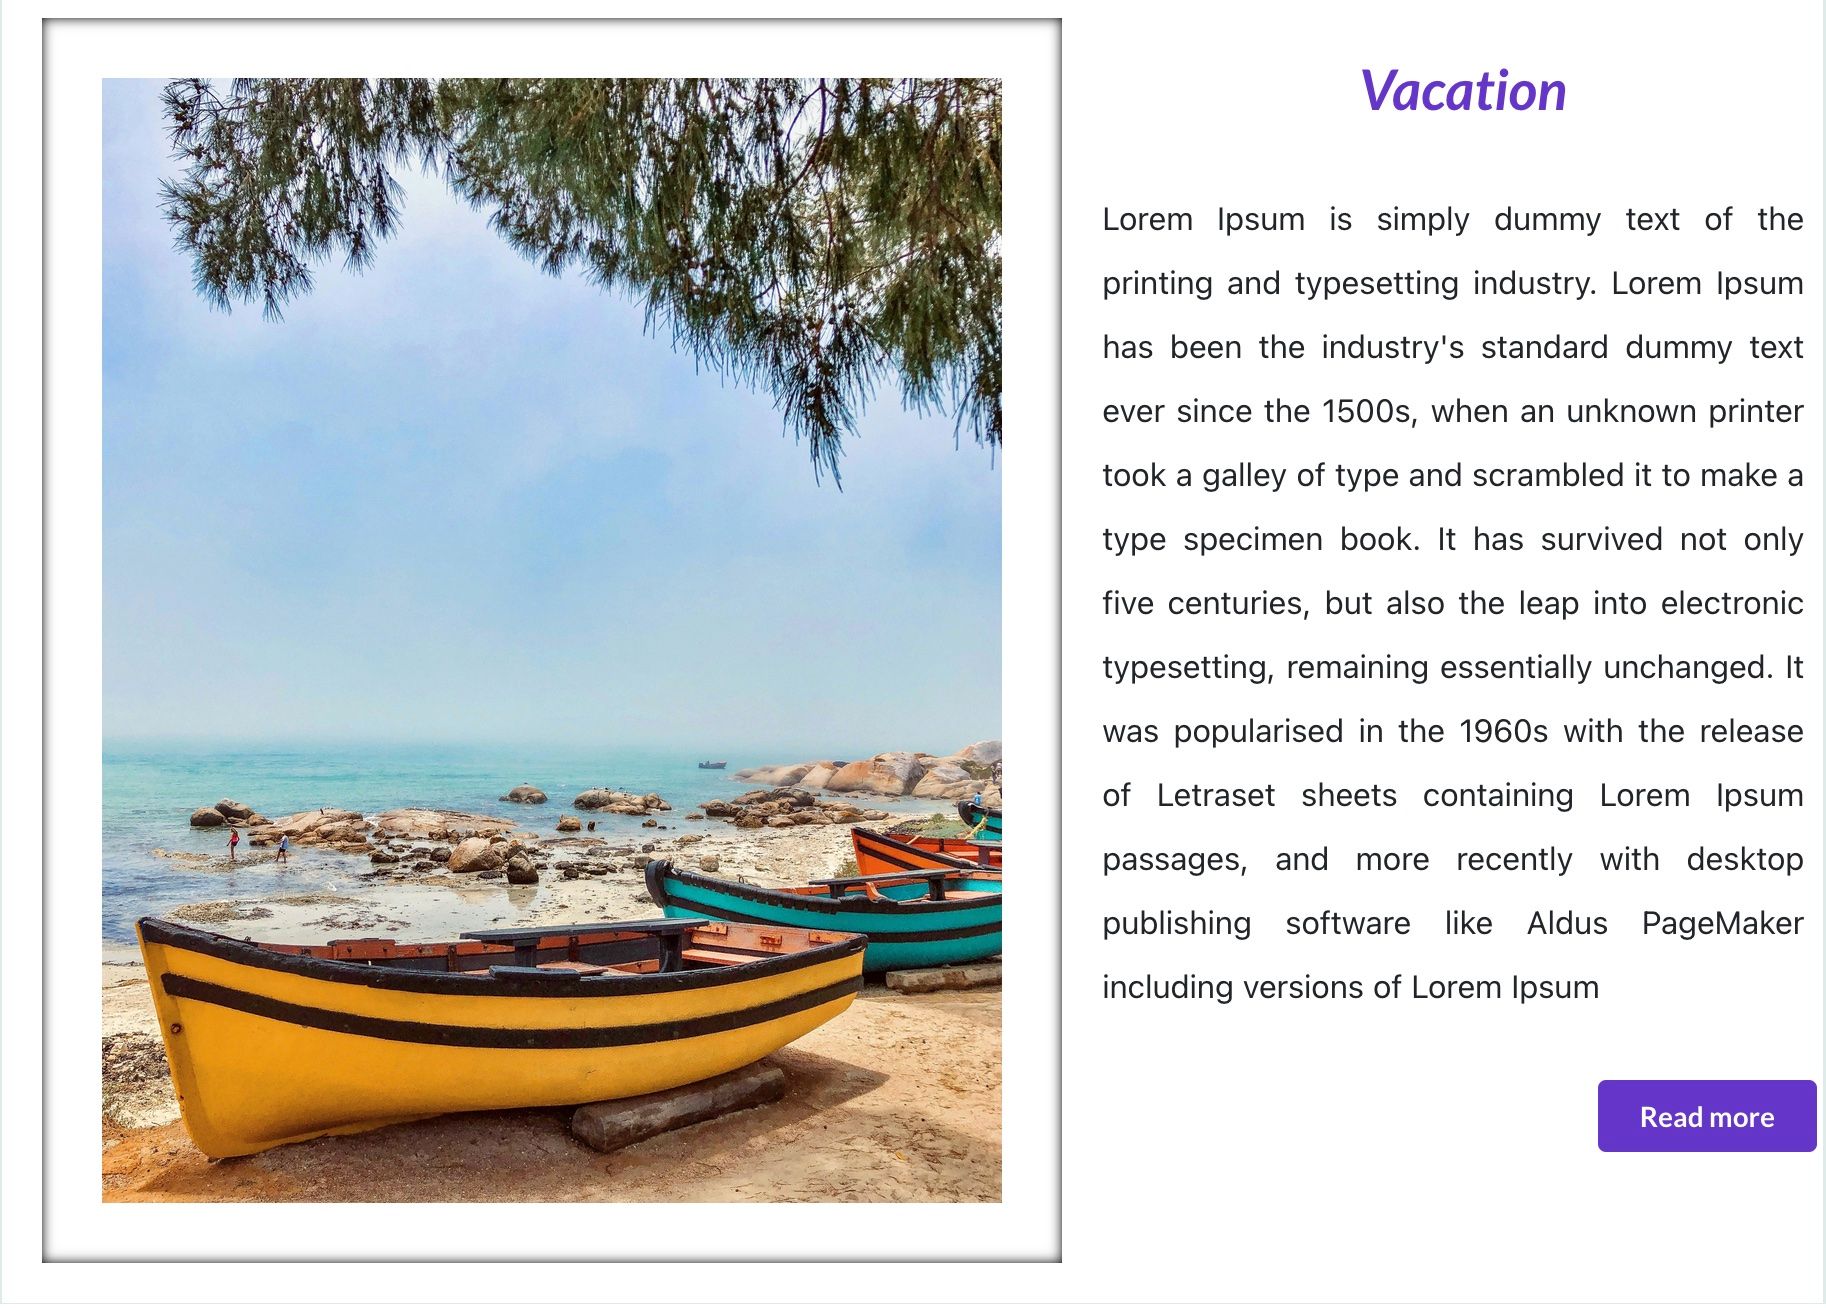 Vacation
Lorem Ipsum is simply dummy text of the
printing and typesetting industry. Lorem Ipsum
has been the industry's standard dummy text
ever since the 1500s, when an unknown printer
took a galley of type and scrambled it to make a
type specimen book. It has survived not only
five centuries, but also the leap into electronic
typesetting, remaining essentially unchanged. It
was popularised in the 1960s with the release
of Letraset sheets containing Lorem Ipsum
passages, and more recently with desktop
publishing software like Aldus PageMaker
including versions of Lorem Ipsum
Read more